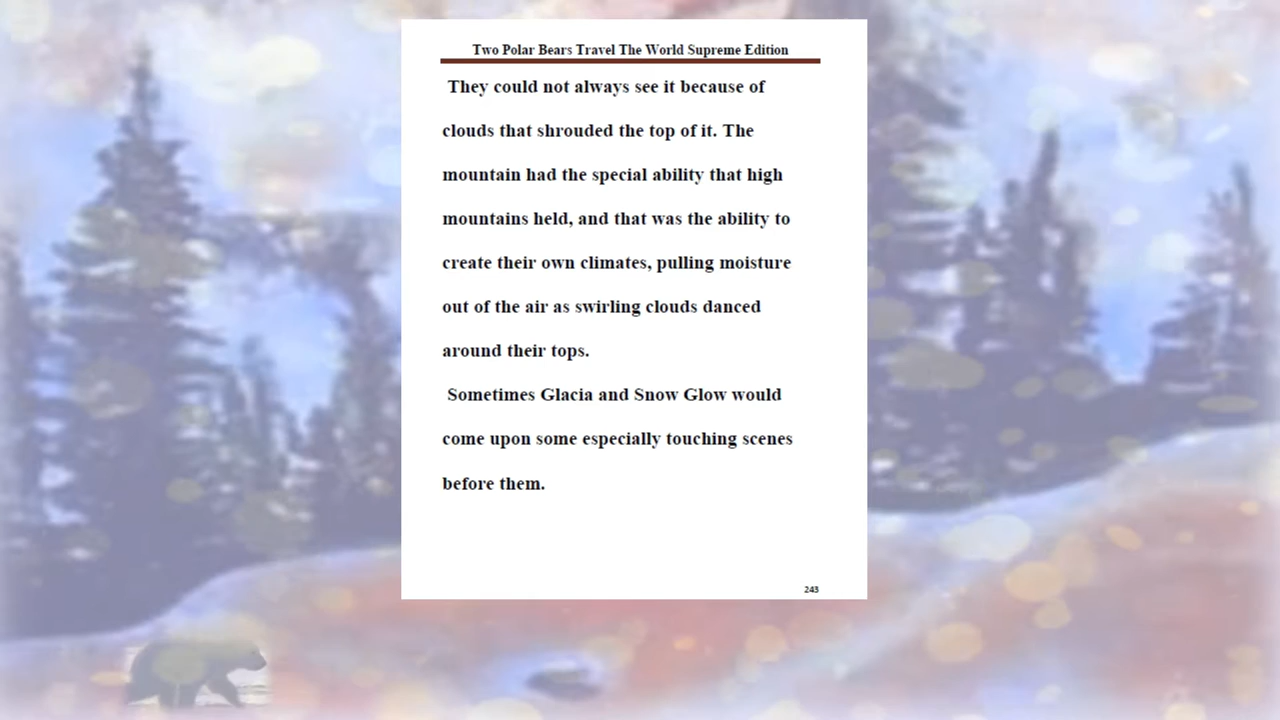 Two Polar Bears Travel The World Supreme Edition
They could not always see it because of
clouds that shrouded the top of it. The
mountain had the special ability that high
mountains held, and that was the ability to
create their own climates, pulling moisture
out of the air as swirling clouds danced
around their tops.
Sometimes Glacia and Snow Glow would
come upon some especially touching scenes
before them.
243